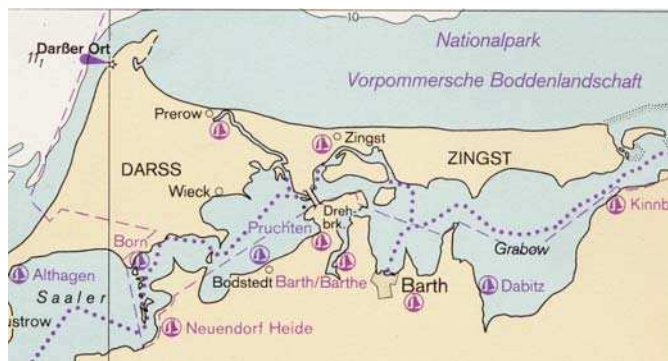 10
Nationalpark
Darßer Ort
Vorpommersche Boddenlandschaft
Prerow
Zingst
DARSS
ZINGST
Wieck
Dreh-
brk.
Kinnb
Born
Pruchten
Grabow
Althagen
Bodstedt
Barth/Barthe
Barth
Dabitz
Saaler
ustrow
Neuendorf Heide